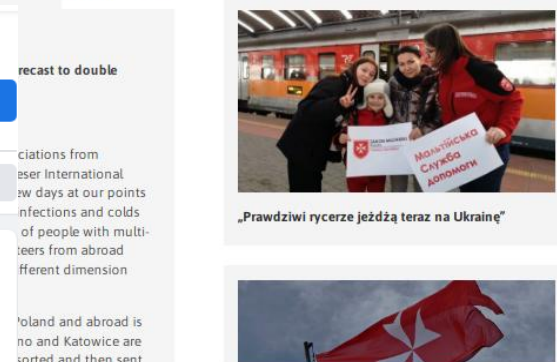 recast to double
ciations from
eser International
ew days at our points
infections and colds
of people with multi-
teers from abroad
fferent dimension
Poland and abroad is
no and Katowice are
sorted and then sent
Мальтійська
Служба
допомоги
„Prawdziwi rycerze jeżdżą teraz na Ukrainę”